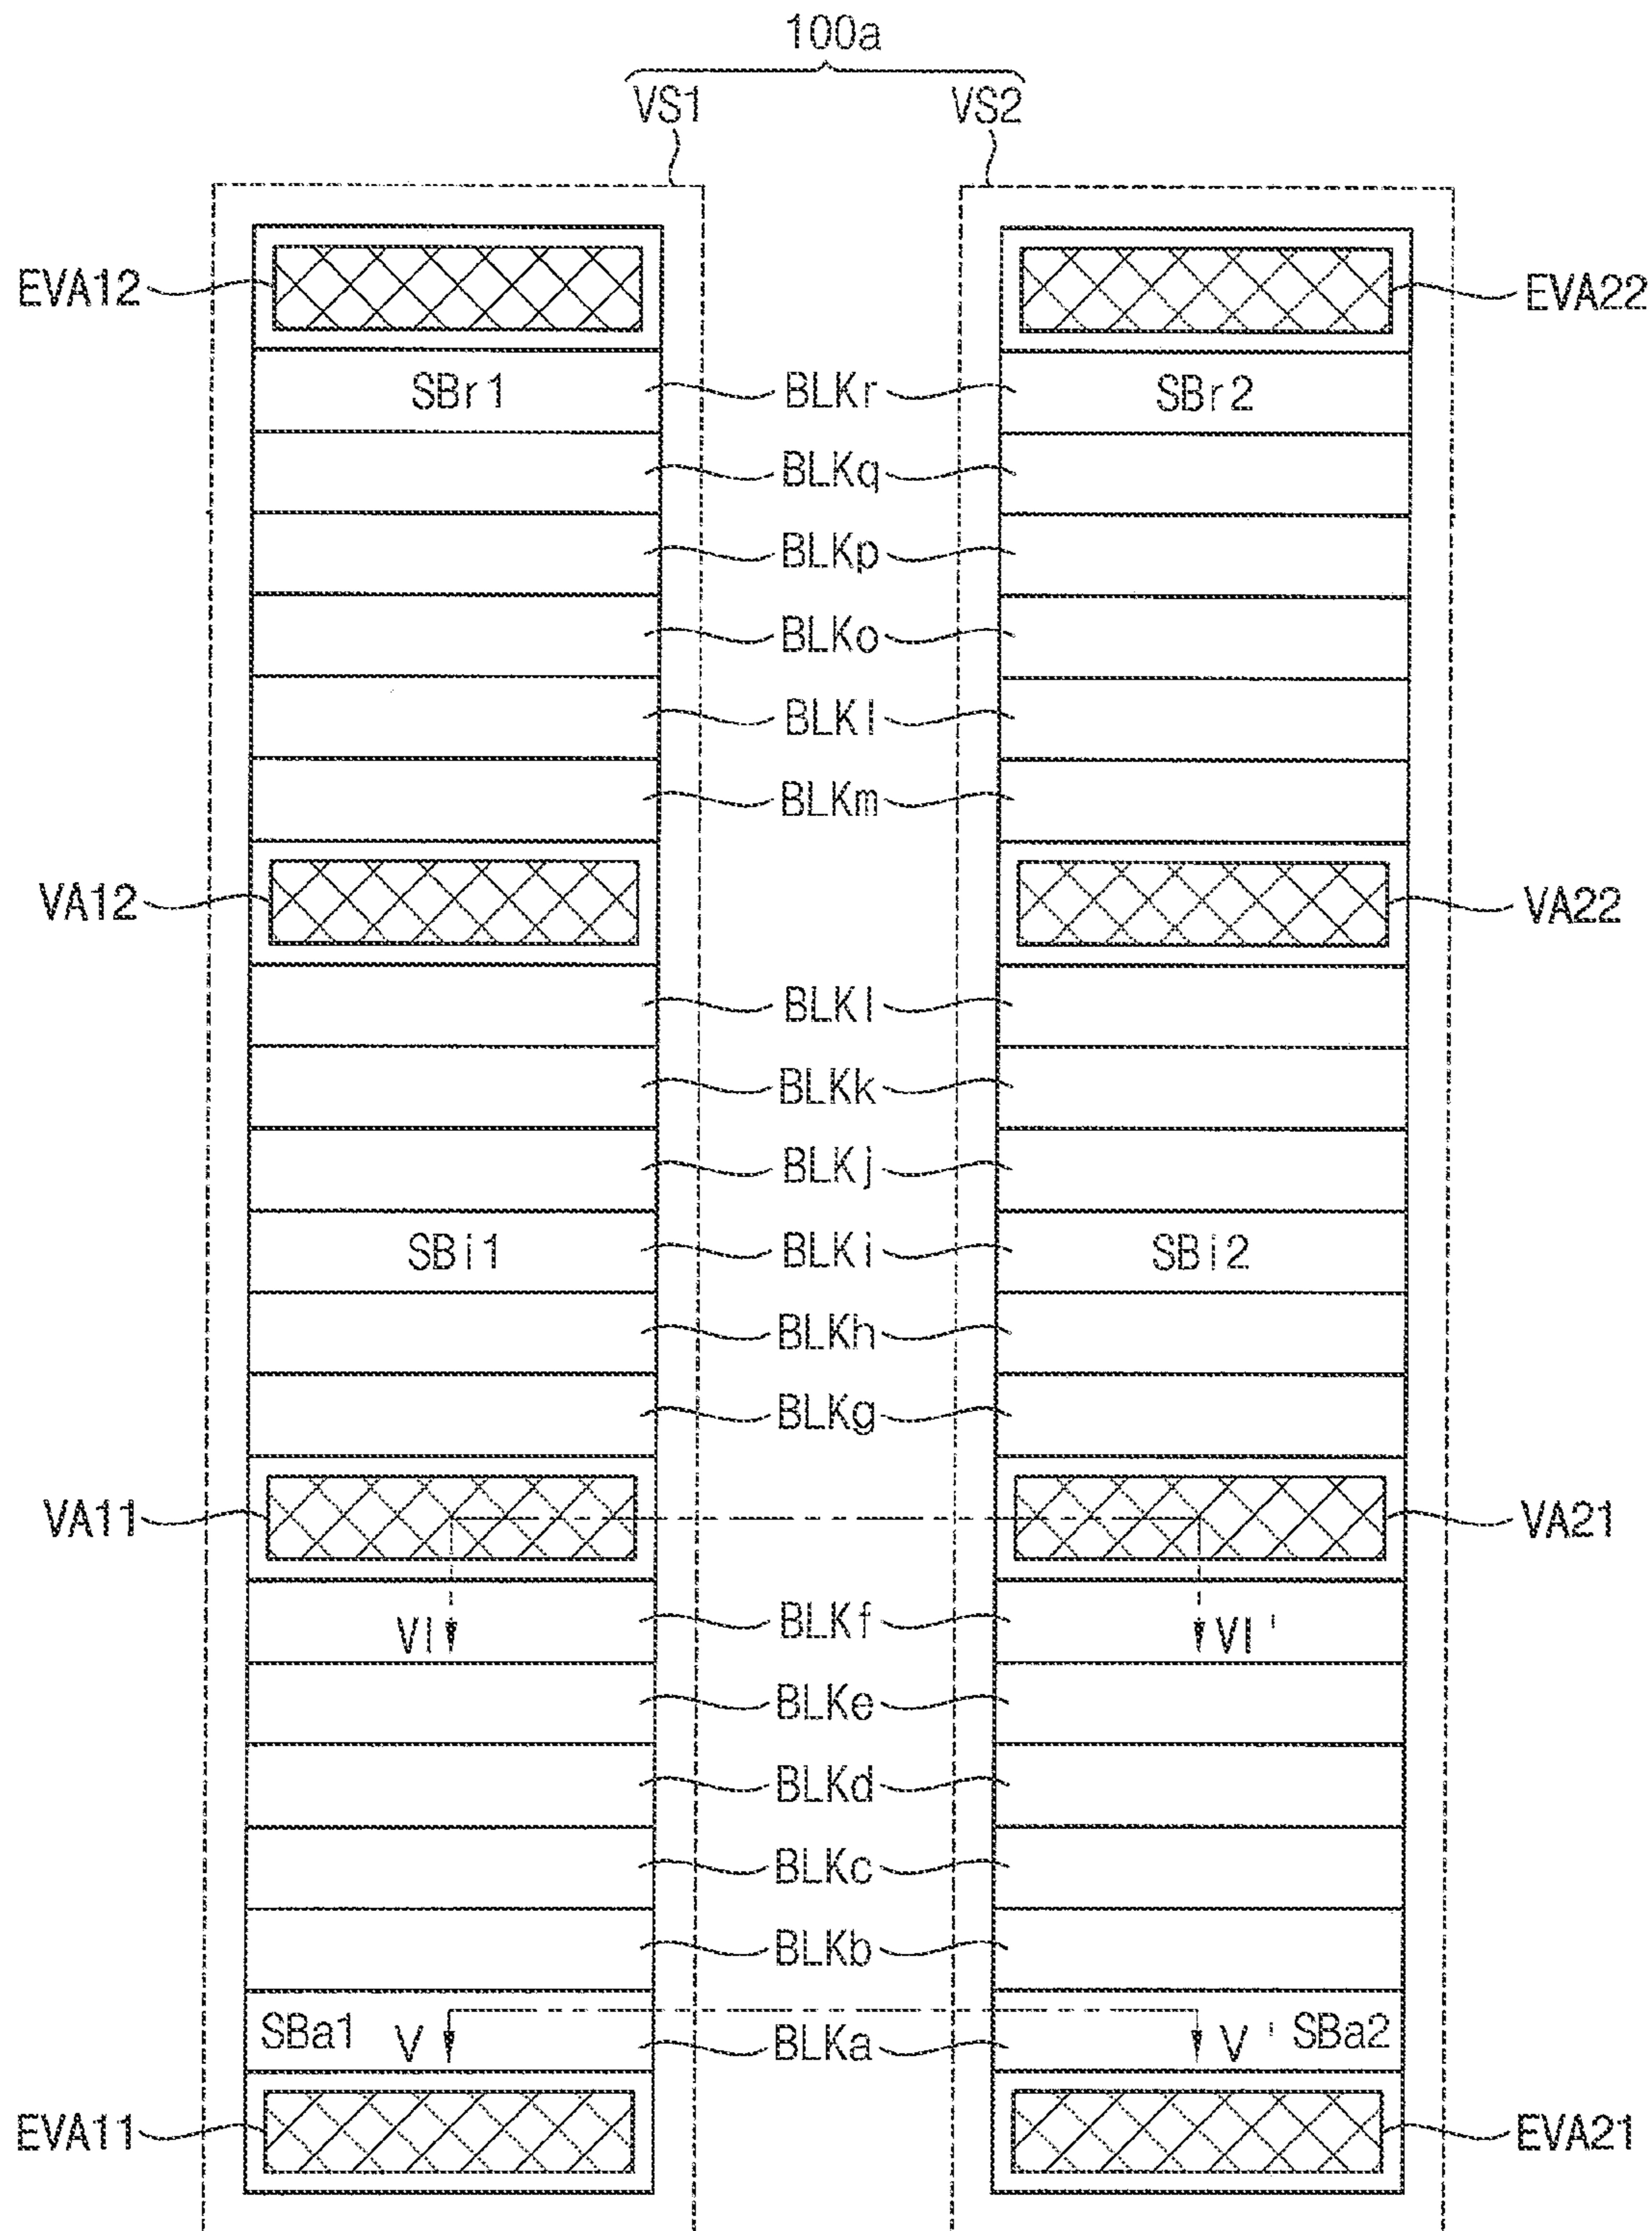 100a
VS1 VS2
EVA12 EVA22
SBr1 BLKr SBr2
BLKq
BLKp
BLKo
BLKl
BLKm
VA12 VA22
BLKl
BLKk
BLKj
SBi1 BLKi SBi2
BLKh
BLKg
VA11 VA21
VI BLKf VI'
BLKe
BLKd
BLKc
BLKb
SBa1 V BLKa V' SBa2
EVA11 EVA21